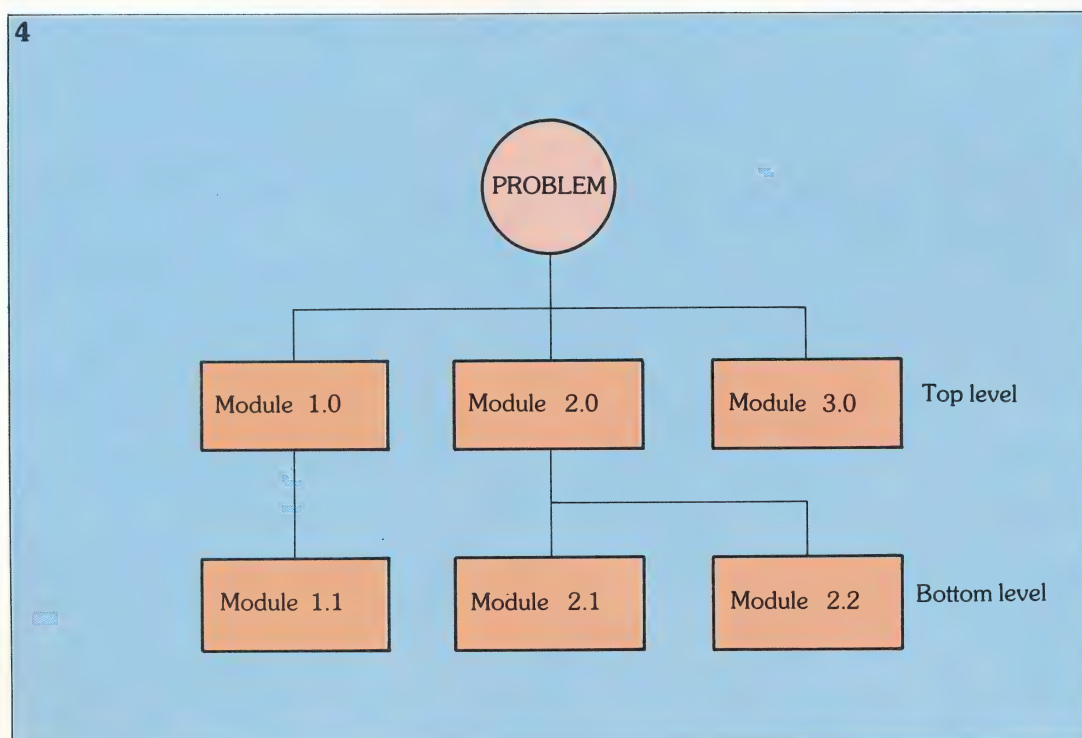 4
PROBLEM
Module 1.0
Module 2.0
Module 3.0
Top level
Module 1.1
Module 2.1
Module 2.2
Bottom level